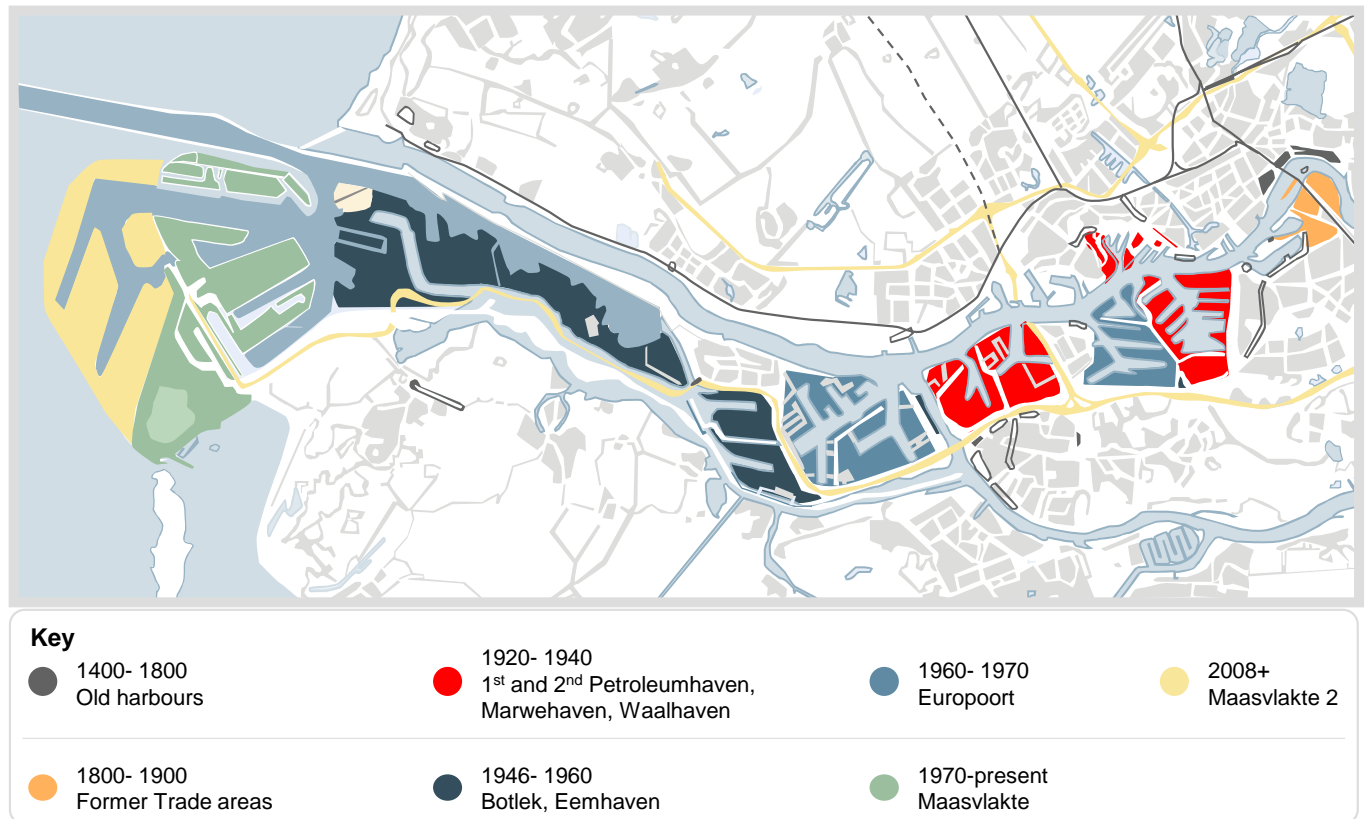 Key
1400- 1800
Old harbours
1920- 1940
1st and 2nd Petroleumhaven,
Marwehaven, Waalhaven
1960- 1970
Europoort
2008+
Maasvlakte 2
1800- 1900
Former Trade areas
1946- 1960
Botlek, Eemhaven
1970-present
Maasvlakte